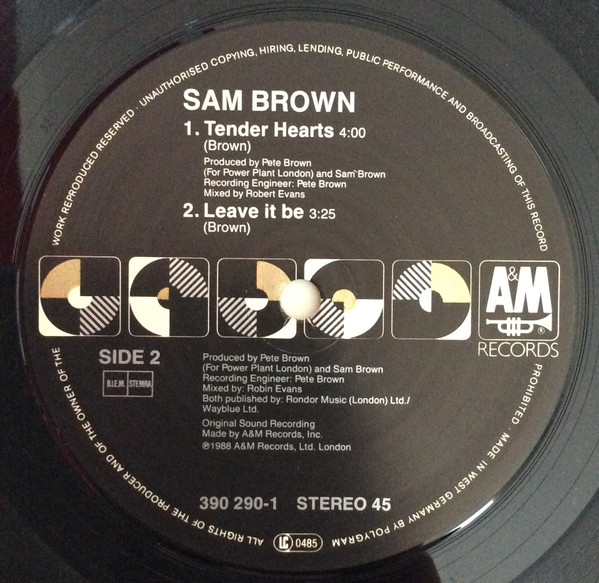 WORK REPRODUCED RESERVED · UNAUTHORISED COPYING, HIRING, LENDING, PUBLIC PERFORMANCE AND BROADCASTING OF THIS RECORD
SAM BROWN
1. Tender Hearts 4:00
(Brown)
Produced by Pete Brown
(For Power Plant London) and Sam Brown
Recording Engineer: Pete Brown
Mixed by Robert Evans
2. Leave it be 3:25
(Brown)
A&M
®
RECORDS
SIDE 2
B.I.E.M. STEMRA
Produced by Pete Brown
(For Power Plant London) and Sam Brown
Recording Engineer: Pete Brown
Mixed by: Robin Evans
Both published by: Rondor Music (London) Ltd./
Wayblue Ltd.
Original Sound Recording
Made by A&M Records, Inc.
℗1988 A&M Records, Ltd. London
390 290-1 STEREO 45
PROHIBITED · MADE IN WEST GERMANY BY POLYGRAM
LC 0485
ALL RIGHTS OF THE PRODUCER AND OF THE OWNER OF THE